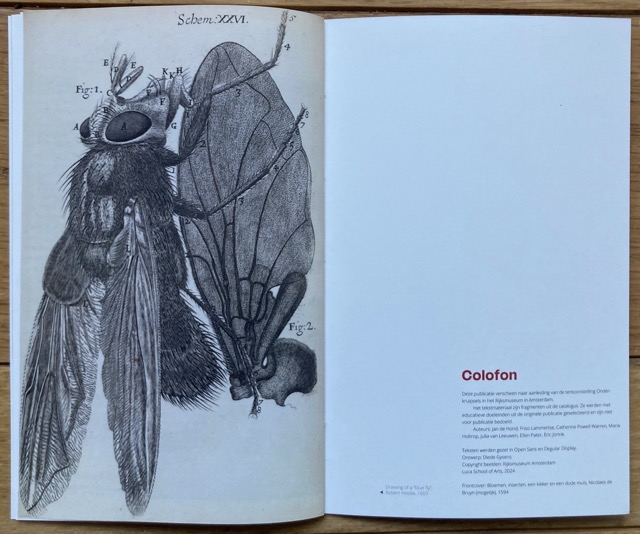 Schem: XXVI.
Fig: 1.
Fig: 2.
Drawing of a 'blue fly',
Robert Hooke, 1665
Colofon
Deze publicatie verscheen naar aanleiding van de tentoonstelling Onder-
kruipsels in het Rijksmuseum in Amsterdam.
Het tekstmateriaal zijn fragmenten uit de catalogus. Ze werden met
educatieve doeleinden uit de originele publicatie geselecteerd en zijn niet
voor publicatie bedoeld.
Auteurs: Jan de Hond, Friso Lammertse, Catherine Powell-Warren, Marta
Holtrop, Julia van Leeuwen, Ellen Pater, Eric Jorink.
Teksten werden gezet in Open Sans en Degular Display.
Ontwerp: Diede Gysens
Copyright beelden: Rijksmuseum Amsterdam
Luca School of Arts, 2024
Frontcover: Bloemen, insecten, een kikker en een dode muis, Nicolaes de
Bruyn (mogelijk), 1594